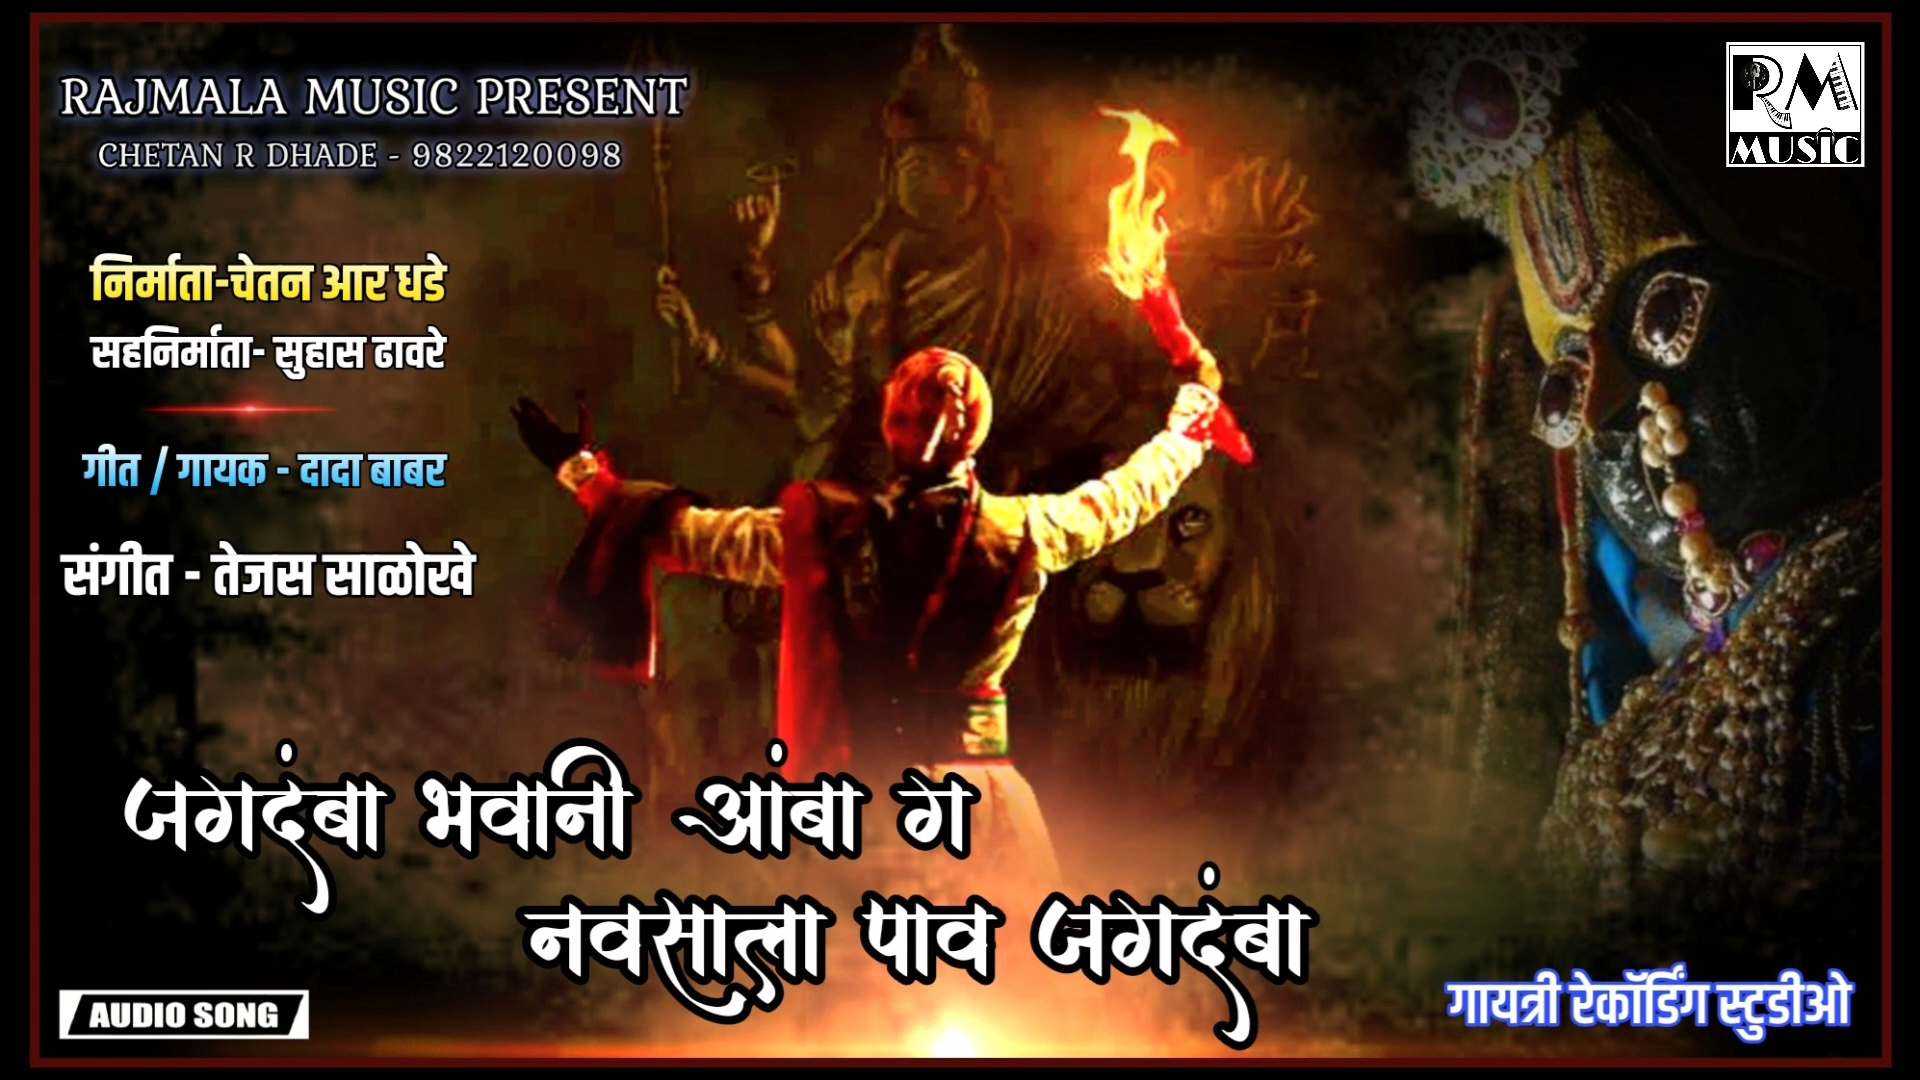 RAJMALA MUSIC PRESENT
CHETAN R DHADE - 9822120098
RM
MUSIC
निर्माता-चेतन आर धडे
सहनिर्माता- सुहास ढावरे
गीत / गायक - दादा बाबर
संगीत - तेजस साळोखे
जगदंबा भवानी आंबा ग
नवसाला पाव जगदंबा
AUDIO SONG
गायत्री रेकॉर्डिंग स्टुडीओ